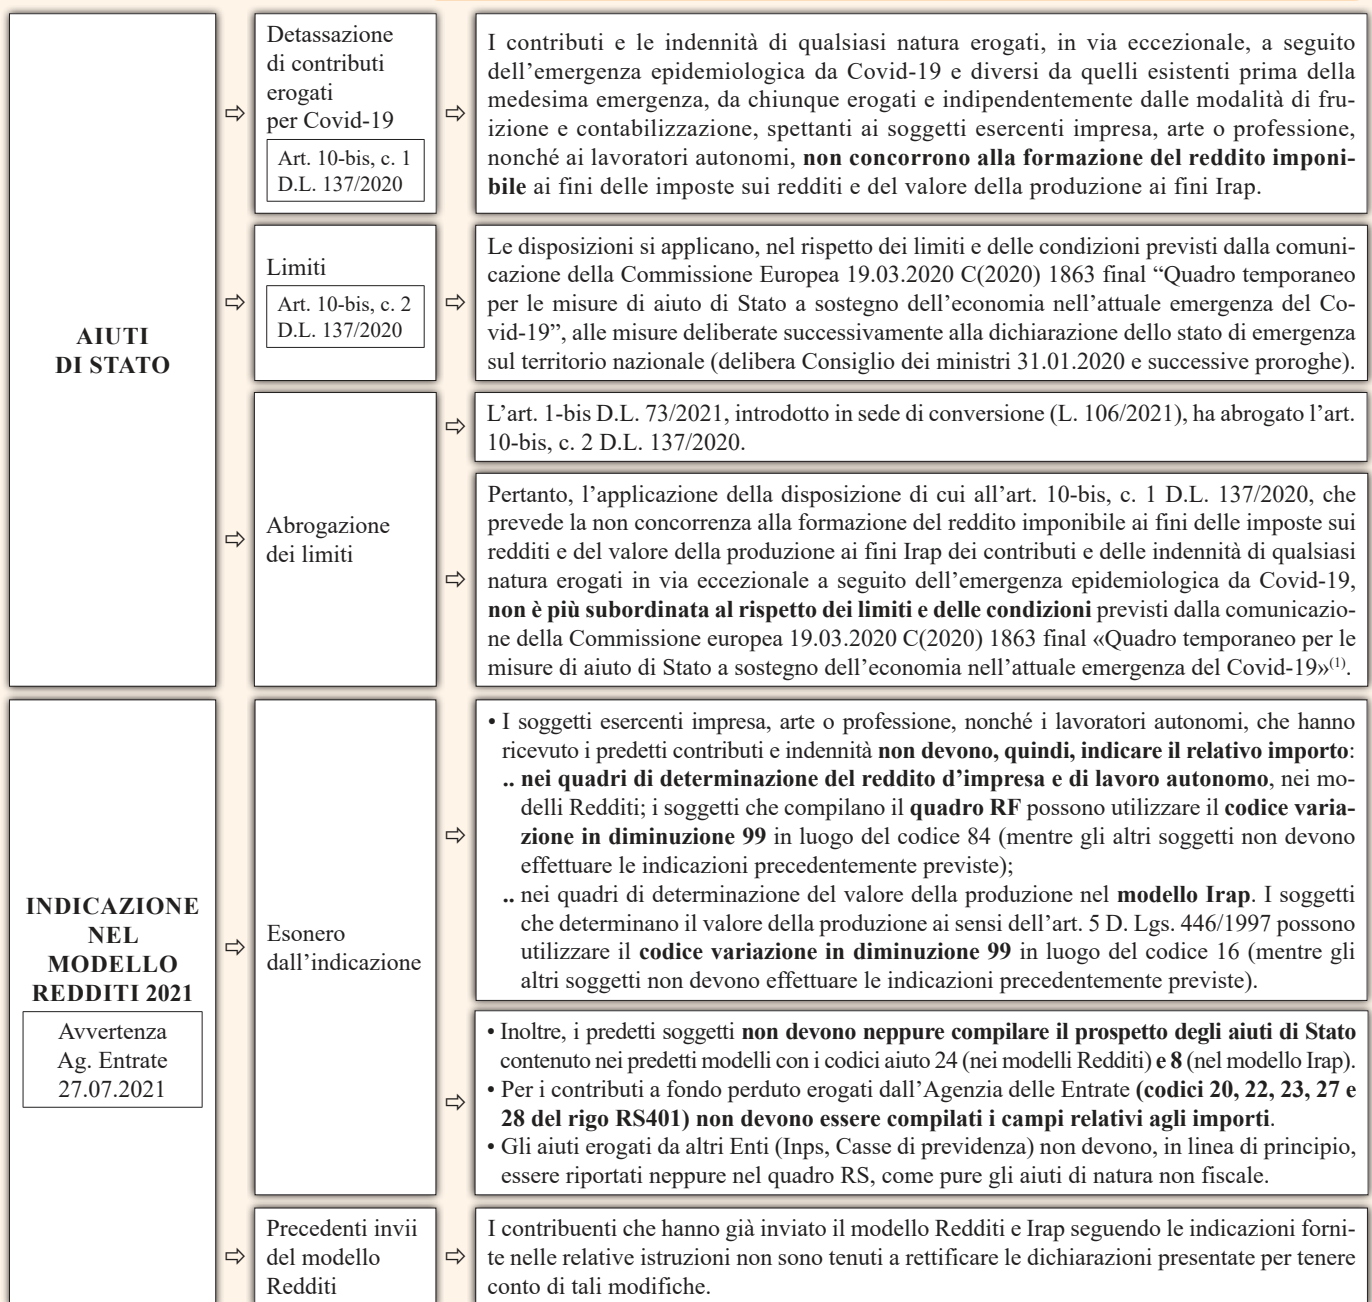 AIUTI
DI STATO
Detassazione
di contributi
erogati
per Covid-19
Art. 10-bis, c. 1
D.L. 137/2020
I contributi e le indennità di qualsiasi natura erogati, in via eccezionale, a seguito
dell’emergenza epidemiologica da Covid-19 e diversi da quelli esistenti prima della
medesima emergenza, da chiunque erogati e indipendentemente dalle modalità di fru-
izione e contabilizzazione, spettanti ai soggetti esercenti impresa, arte o professione,
nonché ai lavoratori autonomi, non concorrono alla formazione del reddito imponi-
bile ai fini delle imposte sui redditi e del valore della produzione ai fini Irap.
Limiti
Art. 10-bis, c. 2
D.L. 137/2020
Le disposizioni si applicano, nel rispetto dei limiti e delle condizioni previsti dalla comuni-
cazione della Commissione Europea 19.03.2020 C(2020) 1863 final “Quadro temporaneo
per le misure di aiuto di Stato a sostegno dell’economia nell’attuale emergenza del Co-
vid-19”, alle misure deliberate successivamente alla dichiarazione dello stato di emergenza
sul territorio nazionale (delibera Consiglio dei ministri 31.01.2020 e successive proroghe).
Abrogazione
dei limiti
L’art. 1-bis D.L. 73/2021, introdotto in sede di conversione (L. 106/2021), ha abrogato l’art.
10-bis, c. 2 D.L. 137/2020.
Pertanto, l’applicazione della disposizione di cui all’art. 10-bis, c. 1 D.L. 137/2020, che
prevede la non concorrenza alla formazione del reddito imponibile ai fini delle imposte sui
redditi e del valore della produzione ai fini Irap dei contributi e delle indennità di qualsiasi
natura erogati in via eccezionale a seguito dell’emergenza epidemiologica da Covid-19,
non è più subordinata al rispetto dei limiti e delle condizioni previsti dalla comunicazio-
ne della Commissione europea 19.03.2020 C(2020) 1863 final «Quadro temporaneo per le
misure di aiuto di Stato a sostegno dell’economia nell’attuale emergenza del Covid-19»(1).
INDICAZIONE
NEL
MODELLO
REDDITI 2021
Avvertenza
Ag. Entrate
27.07.2021
Esonero
dall’indicazione
• I soggetti esercenti impresa, arte o professione, nonché i lavoratori autonomi, che hanno
ricevuto i predetti contributi e indennità non devono, quindi, indicare il relativo importo:
.. nei quadri di determinazione del reddito d’impresa e di lavoro autonomo, nei mo-
delli Redditi; i soggetti che compilano il quadro RF possono utilizzare il codice varia-
zione in diminuzione 99 in luogo del codice 84 (mentre gli altri soggetti non devono
effettuare le indicazioni precedentemente previste);
.. nei quadri di determinazione del valore della produzione nel modello Irap. I soggetti
che determinano il valore della produzione ai sensi dell’art. 5 D. Lgs. 446/1997 possono
utilizzare il codice variazione in diminuzione 99 in luogo del codice 16 (mentre gli
altri soggetti non devono effettuare le indicazioni precedentemente previste).
• Inoltre, i predetti soggetti non devono neppure compilare il prospetto degli aiuti di Stato
contenuto nei predetti modelli con i codici aiuto 24 (nei modelli Redditi) e 8 (nel modello Irap).
• Per i contributi a fondo perduto erogati dall’Agenzia delle Entrate (codici 20, 22, 23, 27 e
28 del rigo RS401) non devono essere compilati i campi relativi agli importi.
• Gli aiuti erogati da altri Enti (Inps, Casse di previdenza) non devono, in linea di principio,
essere riportati neppure nel quadro RS, come pure gli aiuti di natura non fiscale.
Precedenti invii
del modello
Redditi
I contribuenti che hanno già inviato il modello Redditi e Irap seguendo le indicazioni forni-
te nelle relative istruzioni non sono tenuti a rettificare le dichiarazioni presentate per tenere
conto di tali modifiche.